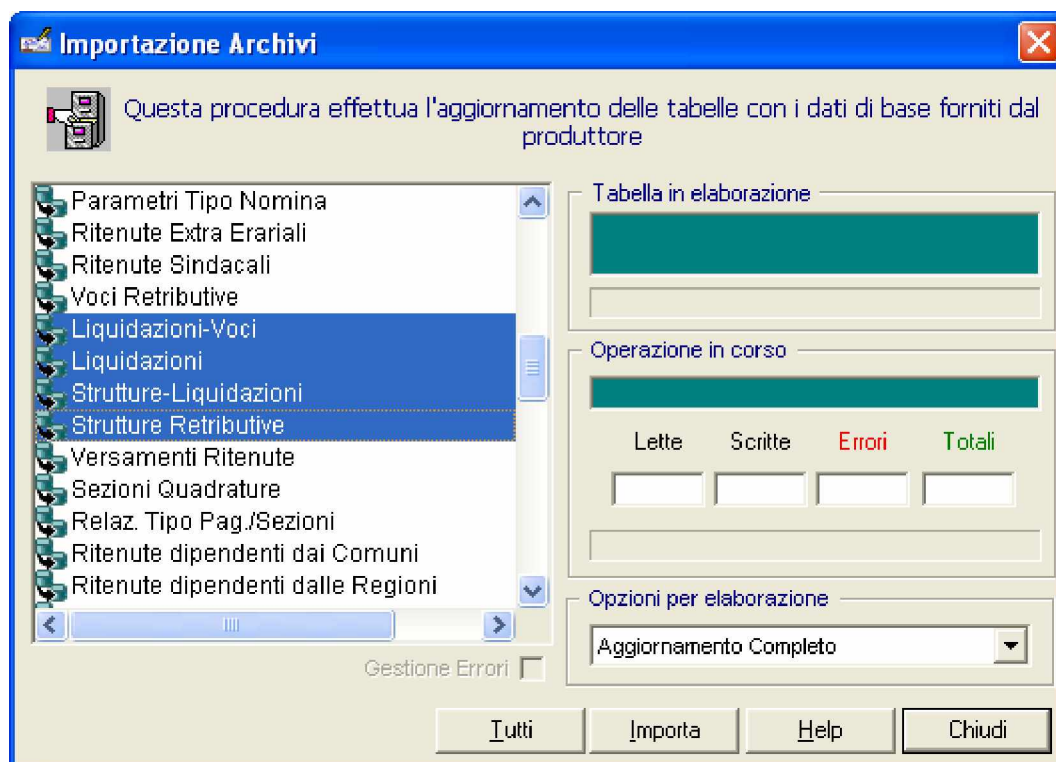 Importazione Archivi
Questa procedura effettua l'aggiornamento delle tabelle con i dati di base forniti dal
produttore
Parametri Tipo Nomina
Ritenute Extra Erariali
Ritenute Sindacali
Voci Retributive
Liquidazioni-Voci
Liquidazioni
Strutture-Liquidazioni
Strutture Retributive
Versamenti Ritenute
Sezioni Quadrature
Relaz. Tipo Pag./Sezioni
Ritenute dipendenti dai Comuni
Ritenute dipendenti dalle Regioni
Gestione Errori
Tabella in elaborazione
Operazione in corso
Lette Scritte Errori Totali
Opzioni per elaborazione
Aggiornamento Completo
Tutti Importa Help Chiudi